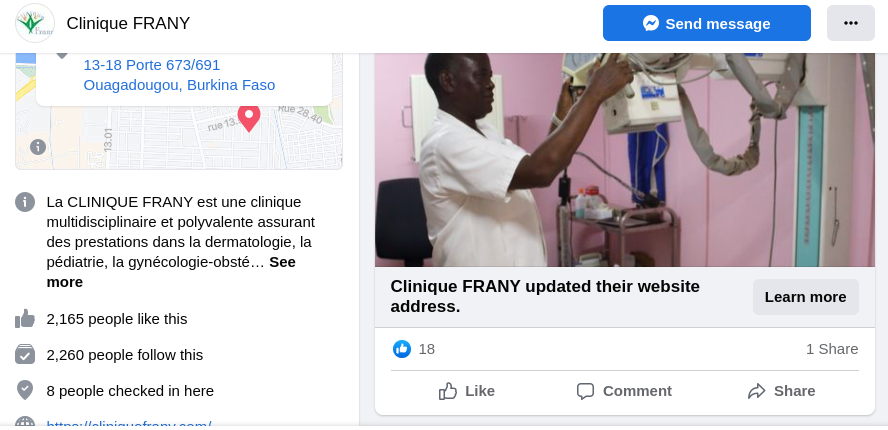 Clinique FRANY
Send message
13-18 Porte 673/691
Ouagadougou, Burkina Faso
Rue 28.40
rue 13.
13.01
La CLINIQUE FRANY est une clinique
multidisciplinaire et polyvalente assurant
des prestations dans la dermatologie, la
pédiatrie, la gynécologie-obsté… See
more
2,165 people like this
2,260 people follow this
8 people checked in here
https://cliniquefrany.com/
Clinique FRANY updated their website
address.
Learn more
18
1 Share
Like
Comment
Share